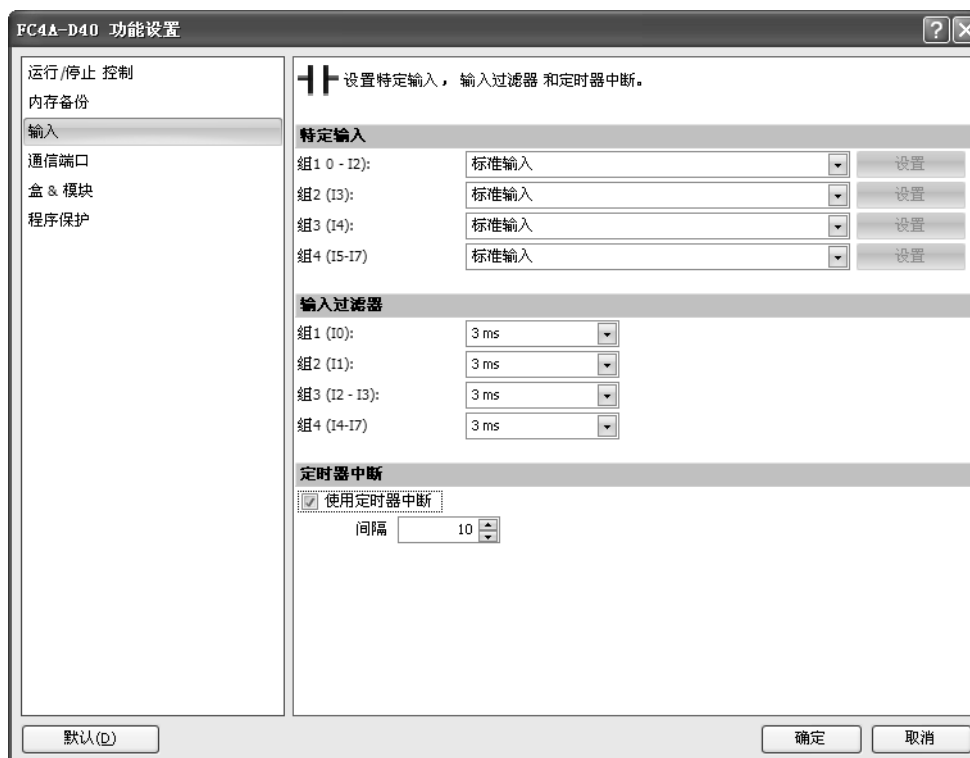 FC4A-D40 功能设置
运行/停止 控制
内存备份
输入
通信端口
盒 & 模块
程序保护
设置特定输入， 输入过滤器 和定时器中断。
特定输入
组1 0 - I2): 标准输入 设置
组2 (I3): 标准输入 设置
组3 (I4): 标准输入 设置
组4 (I5-I7) 标准输入 设置
输入过滤器
组1 (I0): 3 ms
组2 (I1): 3 ms
组3 (I2 - I3): 3 ms
组4 (I4-I7) 3 ms
定时器中断
使用定时器中断
间隔 10
默认(D) 确定 取消